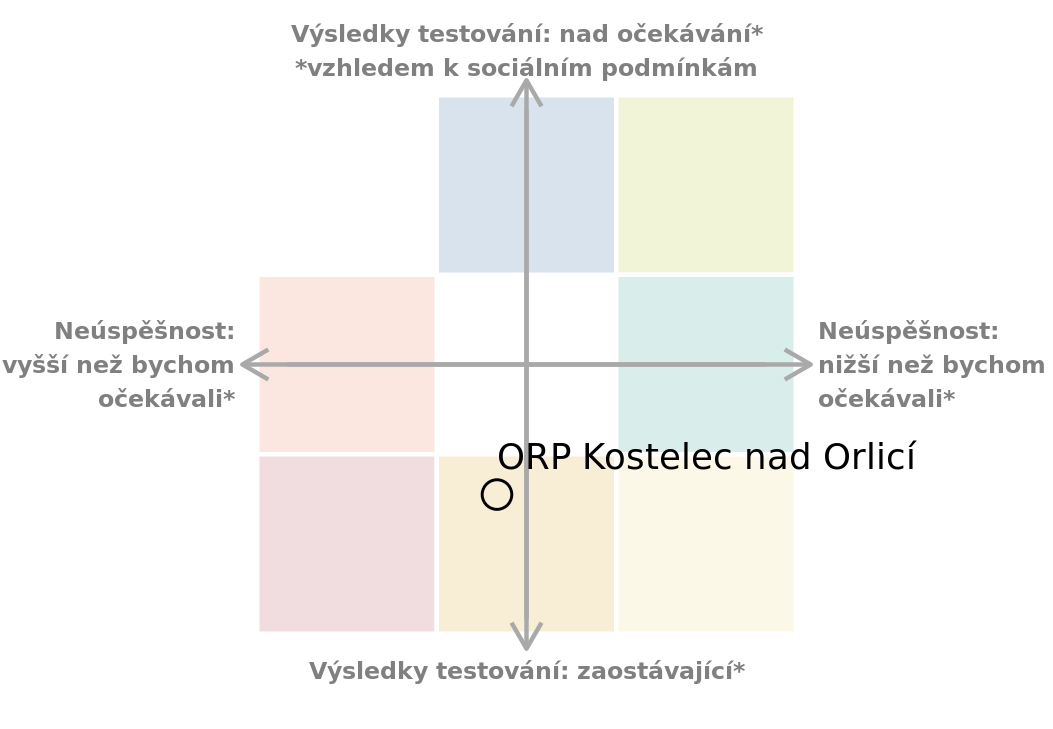 Výsledky testování: nad očekávání*
*vzhledem k sociálním podmínkám
Neúspěšnost:
vyšší než bychom
očekávali*
Neúspěšnost:
nižší než bychom
očekávali*
ORP Kostelec nad Orlicí
Výsledky testování: zaostávající*